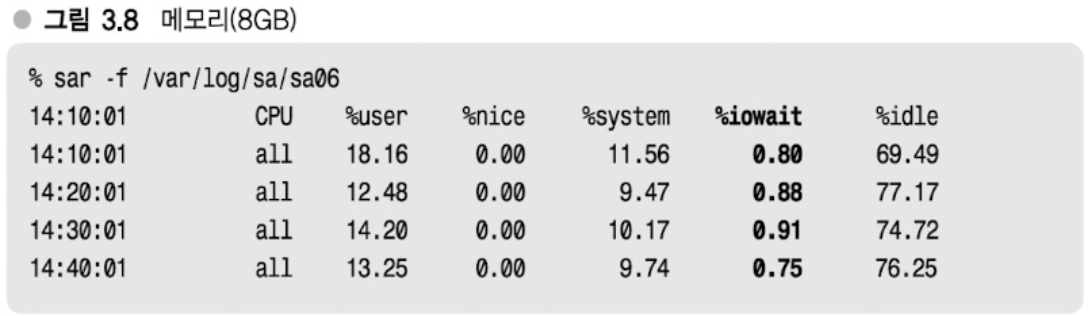 ● 그림 3.8 메모리(8GB)
% sar -f /var/log/sa/sa06
14:10:01 CPU %user %nice %system %iowait %idle
14:10:01 all 18.16 0.00 11.56 0.80 69.49
14:20:01 all 12.48 0.00 9.47 0.88 77.17
14:30:01 all 14.20 0.00 10.17 0.91 74.72
14:40:01 all 13.25 0.00 9.74 0.75 76.25